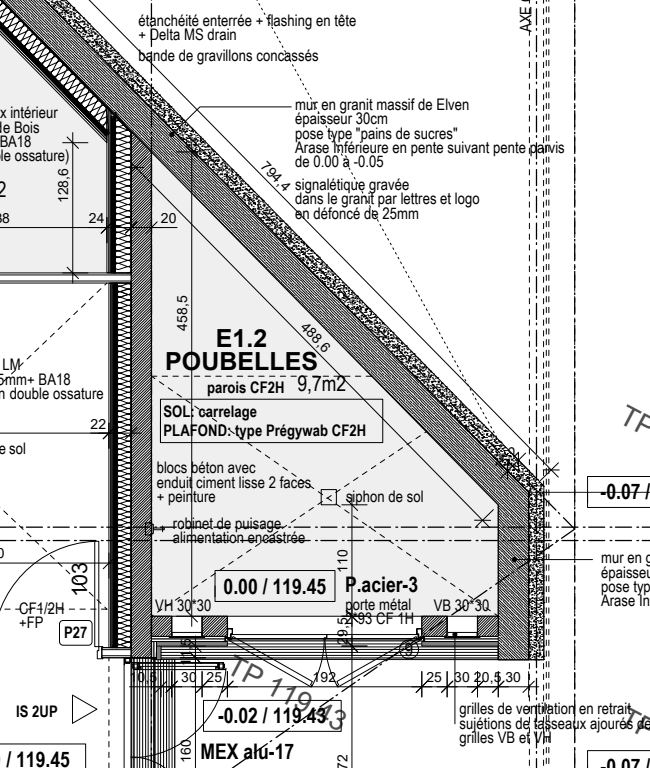 étanchéité enterrée + flashing en tête
+ Delta MS drain
bande de gravillons concassés
AXE
x intérieur
de Bois
BA18
le ossature)
2
128,6
38
24
20
mur en granit massif de Elven
épaisseur 30cm
pose type "pains de sucres"
Arase Inférieure en pente suivant pente parvis
de 0.00 à -0.05
794,4
signalétique gravée
dans le granit par lettres et logo
en défoncé de 25mm
458,5
488,6
E1.2
POUBELLES
parois CF2H 9,7m2
SOL: carrelage
PLAFOND: type Prégywab CF2H
LM
5mm+ BA18
n double ossature
22
e sol
blocs béton avec
enduit ciment lisse 2 faces
+ peinture
<
siphon de sol
robinet de puisage
alimentation encastrée
TP
-0.07 /
0
103
110
mur en g
épaisseu
pose typ
Arase In
0.00 / 119.45
P.acier-3
porte métal
CF 1H
VH 30*30
VB 30*30
CF1/2H
+FP
P27
10,5
30
25
192
25
30
20,5
30
TP 119.43
IS 2UP
-0.02 / 119.43
grilles de ventilation en retrait
sujétions de tasseaux ajourés de
grilles VB et VH
TP
/ 119.45
160
MEX alu-17
72
-0.07 /